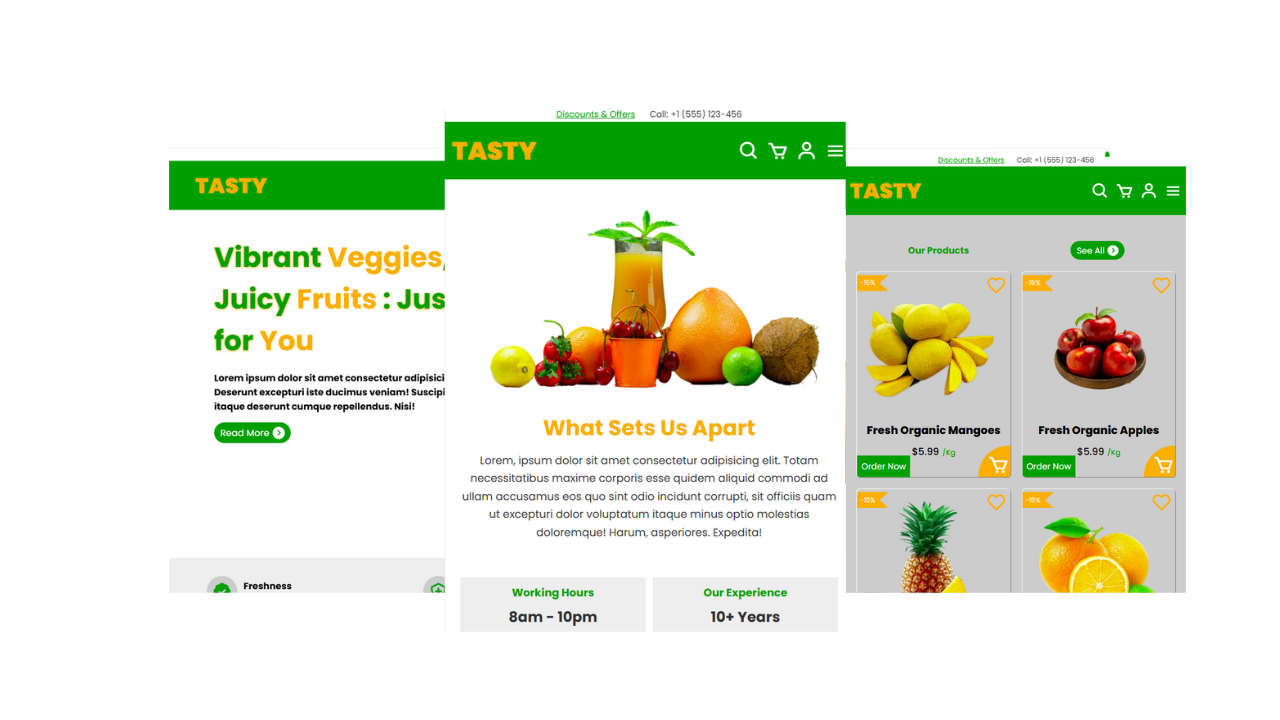 TASTY
Vibrant Veggies,
Juicy Fruits : Jus
for You
Lorem ipsum dolor sit amet consectetur adipisici
Deserunt excepturi iste ducimus veniam! Suscipi
itaque deserunt cumque repellendus. Nisi!
Read More
Freshness
Discounts & Offers Call: +1 (555) 123-456
TASTY
What Sets Us Apart
Lorem, ipsum dolor sit amet consectetur adipisicing elit. Totam
necessitatibus maxime corporis esse quidem aliquid commodi ad
ullam accusamus eos quo sint odio incidunt corrupti, sit officiis quam
ut excepturi dolor voluptatum itaque minus optio molestias
doloremque! Harum, asperiores. Expedita!
Working Hours
8am - 10pm
Our Experience
10+ Years
Discounts & Offers Call: +1 (555) 123-456
TASTY
Our Products See All
-15%
Fresh Organic Mangoes
$5.99 /Kg
Order Now
-15%
Fresh Organic Apples
$5.99 /Kg
Order Now
-15%
-15%